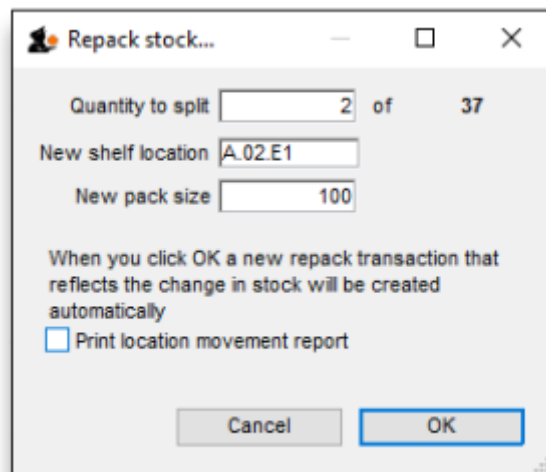 Repack stock...
Quantity to split 2 of 37
New shelf location A.02.E1
New pack size 100
When you click OK a new repack transaction that
reflects the change in stock will be created
automatically
Print location movement report
Cancel OK